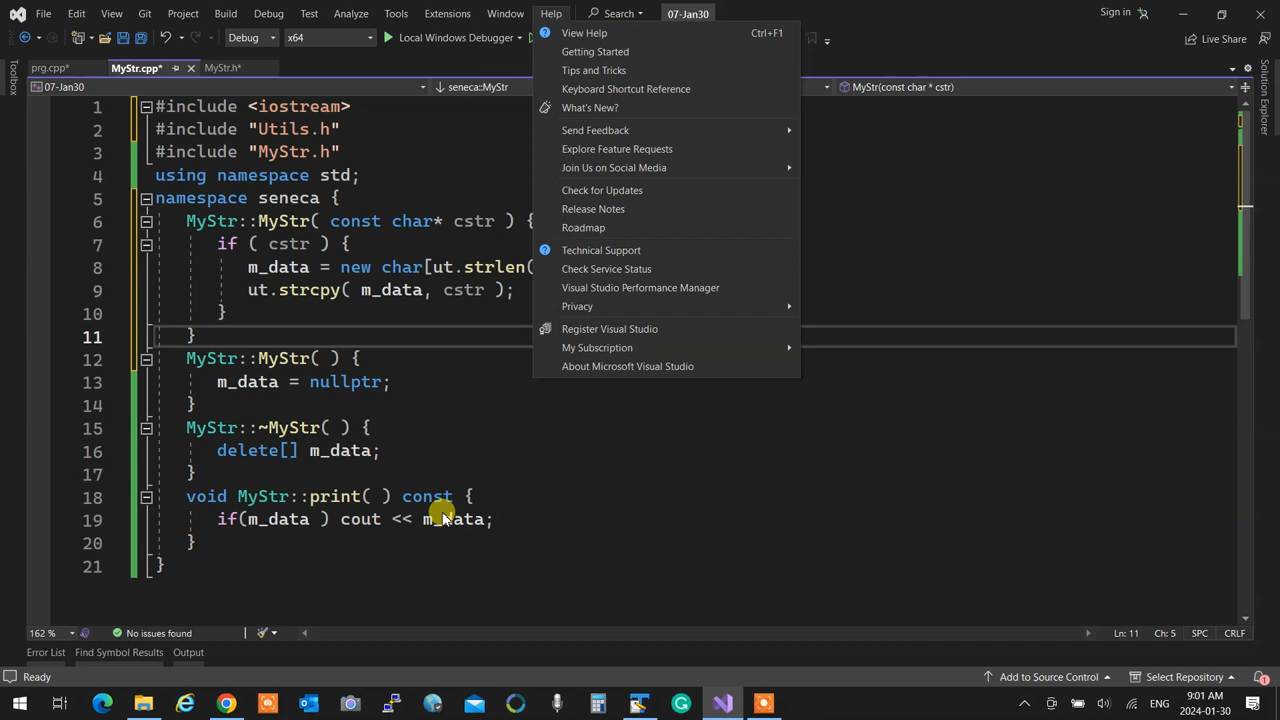 File Edit View Git Project Build Debug Test Analyze Tools Extensions Window Help Search 07-Jan30 Sign in
Debug x64 Local Windows Debugger Live Share
prg.cpp* MyStr.cpp* MyStr.h*
07-Jan30 seneca::MyStr MyStr(const char * cstr)
Toolbox
Solution Explorer
View Help Ctrl+F1
Getting Started
Tips and Tricks
Keyboard Shortcut Reference
What's New?
Send Feedback
Explore Feature Requests
Join Us on Social Media
Check for Updates
Release Notes
Roadmap
Technical Support
Check Service Status
Visual Studio Performance Manager
Privacy
Register Visual Studio
My Subscription
About Microsoft Visual Studio
1 #include <iostream>
2 #include "Utils.h"
3 #include "MyStr.h"
4 using namespace std;
5 namespace seneca {
6 MyStr::MyStr( const char* cstr ) {
7 if ( cstr ) {
8 m_data = new char[ut.strlen(
9 ut.strcpy( m_data, cstr );
10 }
11 }
12 MyStr::MyStr( ) {
13 m_data = nullptr;
14 }
15 MyStr::~MyStr( ) {
16 delete[] m_data;
17 }
18 void MyStr::print( ) const {
19 if(m_data ) cout << m_data;
20 }
21 }
162 % No issues found Ln: 11 Ch: 5 SPC CRLF
Error List Find Symbol Results Output
Ready Add to Source Control Select Repository 1
ENG 9:01 AM
2024-01-30